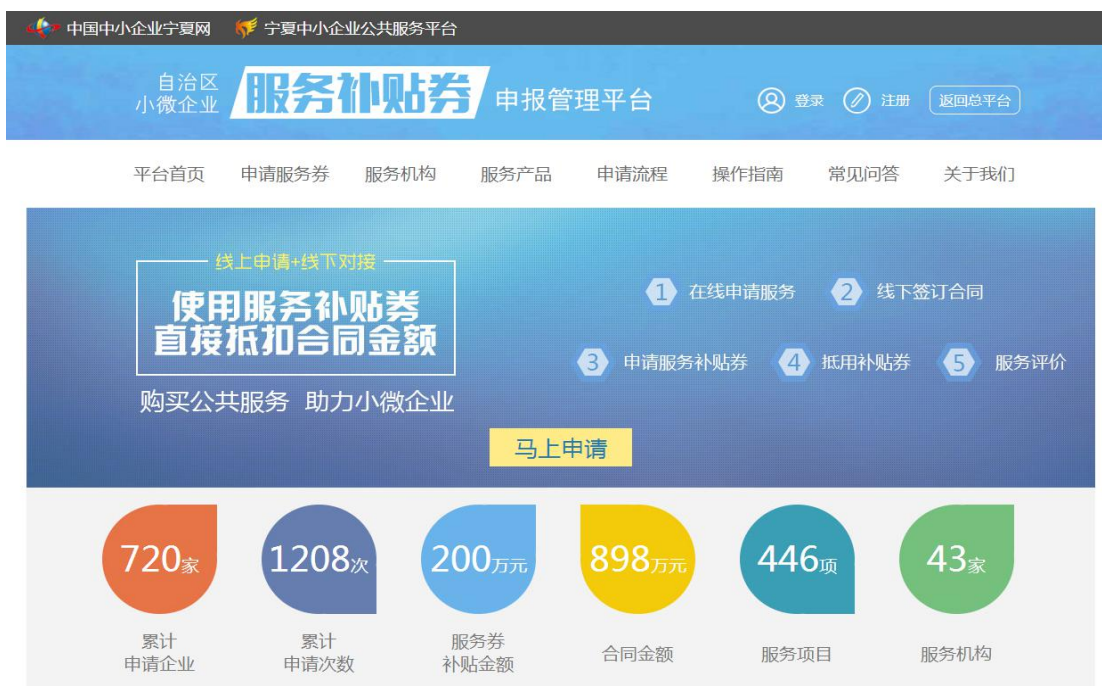 中国中小企业宁夏网 宁夏中小企业公共服务平台
自治区
小微企业
服务补贴券
申报管理平台
登录 注册 返回总平台
平台首页 申请服务券 服务机构 服务产品 申请流程 操作指南 常见问答 关于我们
线上申请+线下对接
使用服务补贴券
直接抵扣合同金额
购买公共服务 助力小微企业
1 在线申请服务 2 线下签订合同
3 申请服务补贴券 4 抵用补贴券 5 服务评价
马上申请
720家 1208次 200万元 898万元 446项 43家
累计
申请企业
累计
申请次数
服务券
补贴金额
合同金额
服务项目
服务机构